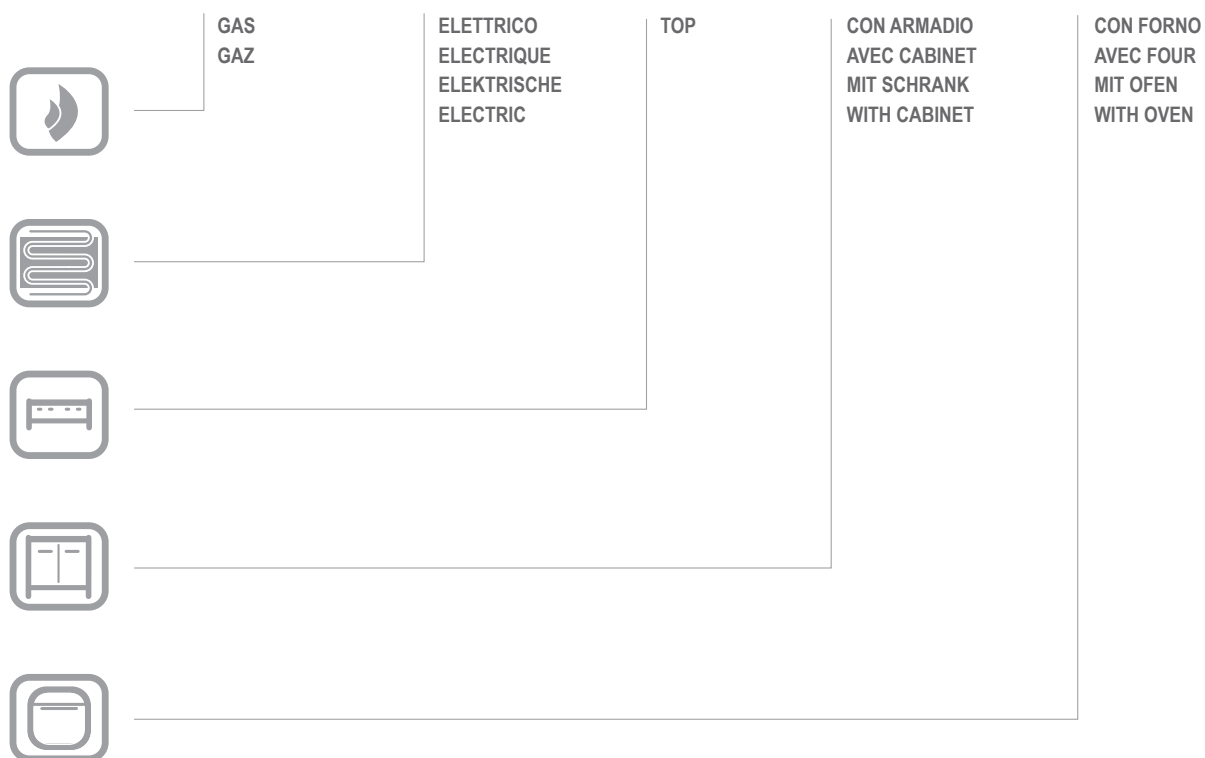 GAS
GAZ
ELETTRICO
ELECTRIQUE
ELEKTRISCHE
ELECTRIC
TOP
CON ARMADIO
AVEC CABINET
MIT SCHRANK
WITH CABINET
CON FORNO
AVEC FOUR
MIT OFEN
WITH OVEN